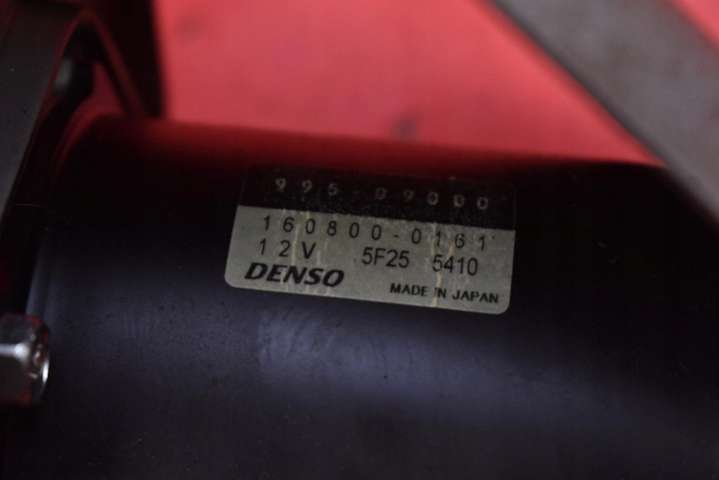 995-09000
160800-0161
12V 5F25 5410
DENSO
MADE IN JAPAN